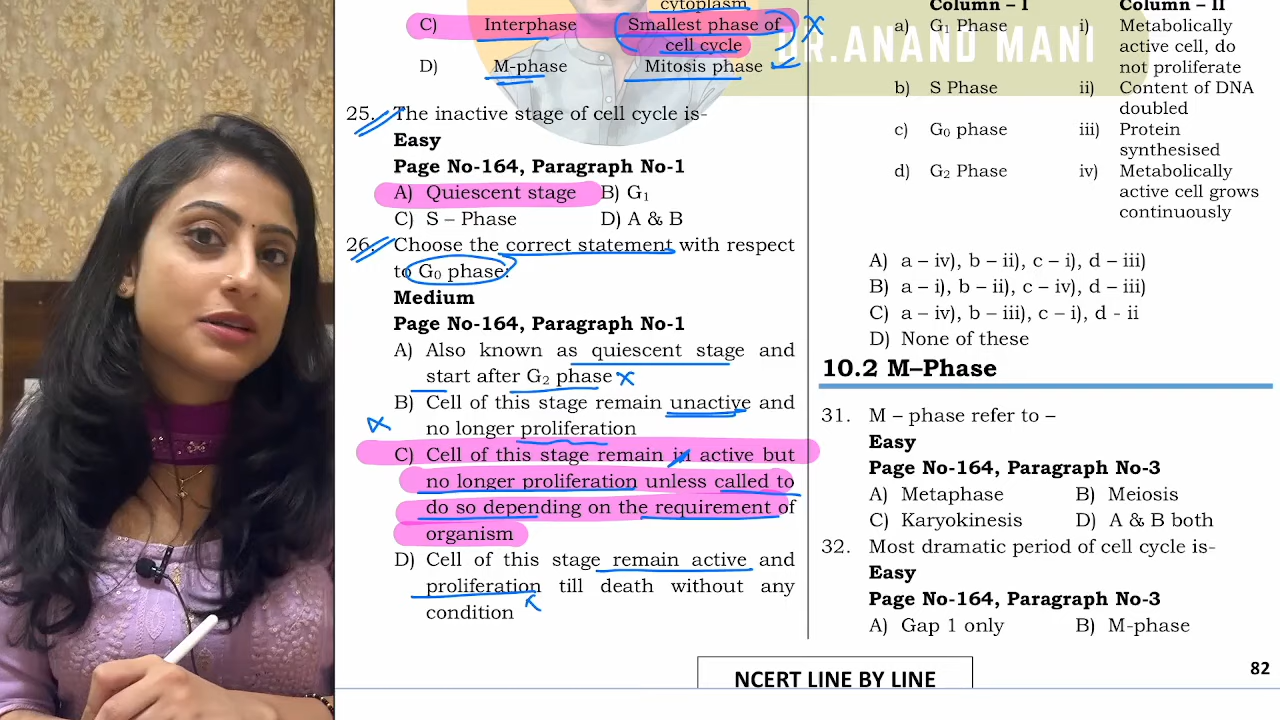 cytoplasm
C) Interphase Smallest phase of
cell cycle
D) M-phase Mitosis phase
25. The inactive stage of cell cycle is-
Easy
Page No-164, Paragraph No-1
A) Quiescent stage B) G₁
C) S – Phase D) A & B
26. Choose the correct statement with respect
to G₀ phase:
Medium
Page No-164, Paragraph No-1
A) Also known as quiescent stage and
start after G₂ phase
B) Cell of this stage remain unactive and
no longer proliferation
C) Cell of this stage remain in active but
no longer proliferation unless called to
do so depending on the requirement of
organism
D) Cell of this stage remain active and
proliferation till death without any
condition
DR.ANAND MANI
Column – I Column – II
a) G₁ Phase i) Metabolically
active cell, do
not proliferate
b) S Phase ii) Content of DNA
doubled
c) G₀ phase iii) Protein
synthesised
d) G₂ Phase iv) Metabolically
active cell grows
continuously
A) a – iv), b – ii), c – i), d – iii)
B) a – i), b – ii), c – iv), d – iii)
C) a – iv), b – iii), c – i), d - ii
D) None of these
10.2 M–Phase
31. M – phase refer to –
Easy
Page No-164, Paragraph No-3
A) Metaphase B) Meiosis
C) Karyokinesis D) A & B both
32. Most dramatic period of cell cycle is-
Easy
Page No-164, Paragraph No-3
A) Gap 1 only B) M-phase
82
NCERT LINE BY LINE